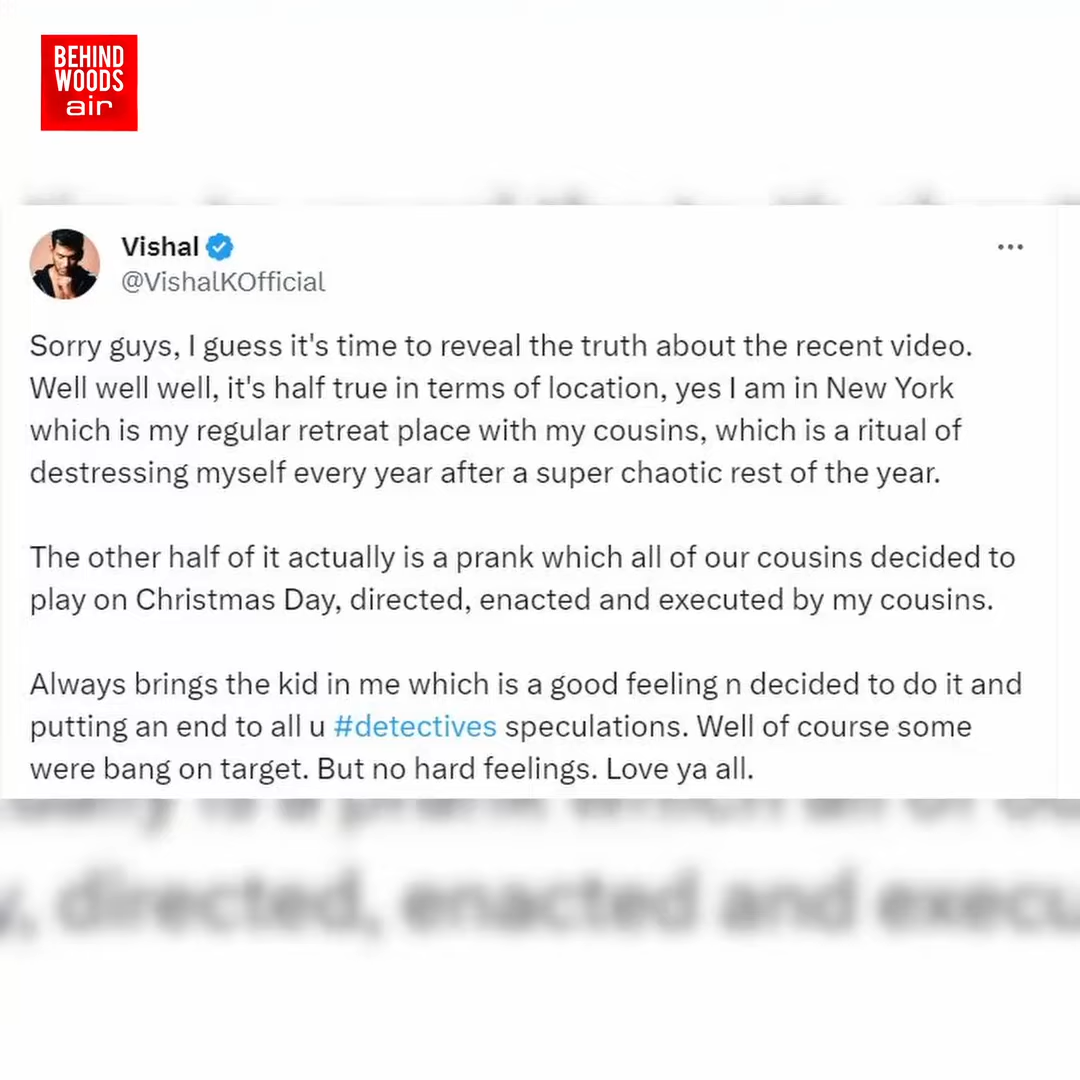 BEHIND
WOODS
air
Vishal
@VishalKOfficial
Sorry guys, I guess it's time to reveal the truth about the recent video.
Well well well, it's half true in terms of location, yes I am in New York
which is my regular retreat place with my cousins, which is a ritual of
destressing myself every year after a super chaotic rest of the year.
The other half of it actually is a prank which all of our cousins decided to
play on Christmas Day, directed, enacted and executed by my cousins.
Always brings the kid in me which is a good feeling n decided to do it and
putting an end to all u #detectives speculations. Well of course some
were bang on target. But no hard feelings. Love ya all.
, directed, enacted and